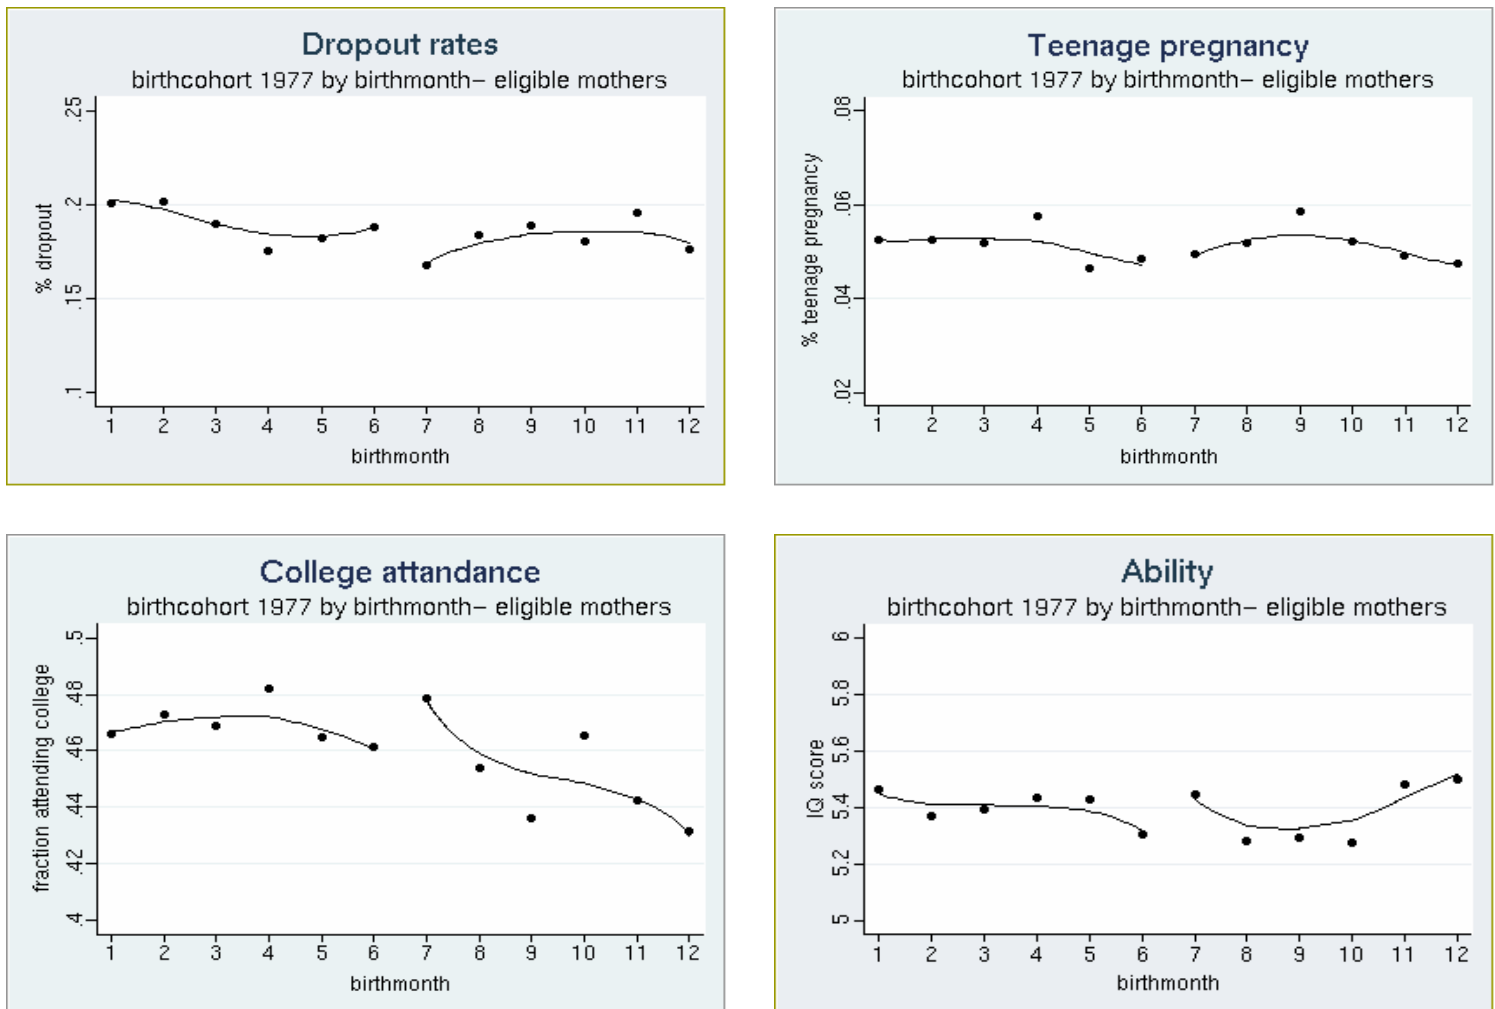 Dropout rates
birthcohort 1977 by birthmonth– eligible mothers
% dropout
.25
.2
.15
.1
1 2 3 4 5 6 7 8 9 10 11 12
birthmonth
Teenage pregnancy
birthcohort 1977 by birthmonth– eligible mothers
% teenage pregnancy
.08
.06
.04
.02
1 2 3 4 5 6 7 8 9 10 11 12
birthmonth
College attandance
birthcohort 1977 by birthmonth– eligible mothers
fraction attending college
.5
.48
.46
.44
.42
.4
1 2 3 4 5 6 7 8 9 10 11 12
birthmonth
Ability
birthcohort 1977 by birthmonth– eligible mothers
IQ score
6
5.8
5.6
5.4
5.2
5
1 2 3 4 5 6 7 8 9 10 11 12
birthmonth